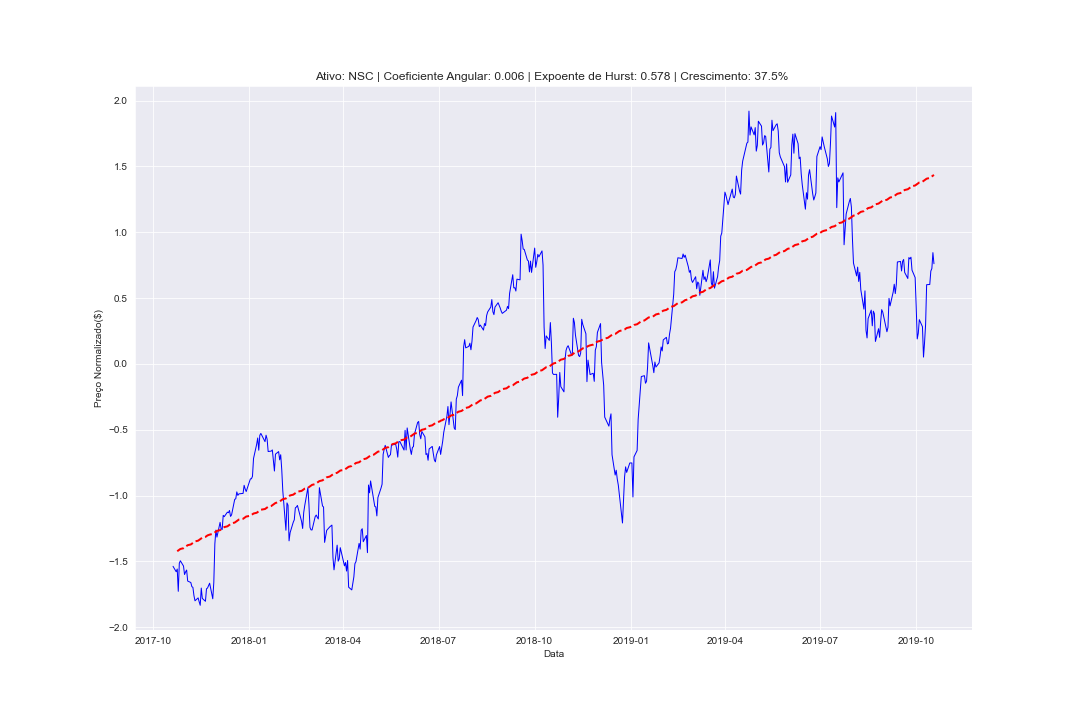 Ativo: NSC | Coeficiente Angular: 0.006 | Expoente de Hurst: 0.578 | Crescimento: 37.5%
Preço Normalizado($)
2.0
1.5
1.0
0.5
0.0
−0.5
−1.0
−1.5
−2.0
2017-10 2018-01 2018-04 2018-07 2018-10 2019-01 2019-04 2019-07 2019-10
Data